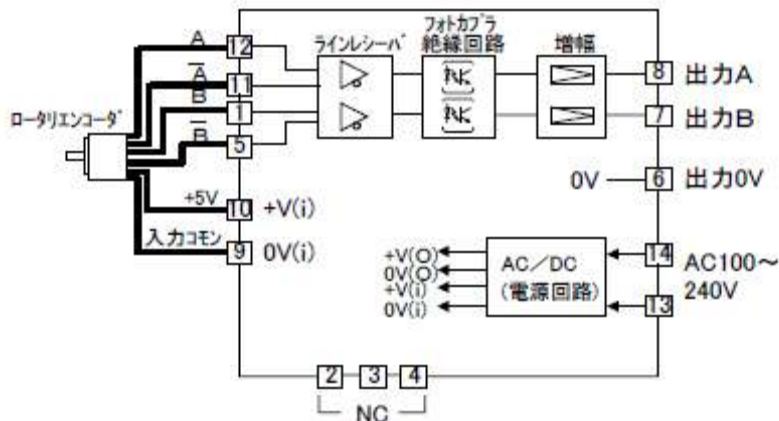 A
12
ラインレシーバ
フォトカプラ
絶縁回路
増幅
A̅
11
8
出力A
B
1
ロータリエンコーダ
7
出力B
B̅
5
0V
6
出力0V
+5V
10
+V(i)
入力コモン
9
0V(i)
+V(O)
0V(O)
+V(i)
0V(i)
AC/DC
(電源回路)
14
AC100~
240V
13
2
3
4
NC